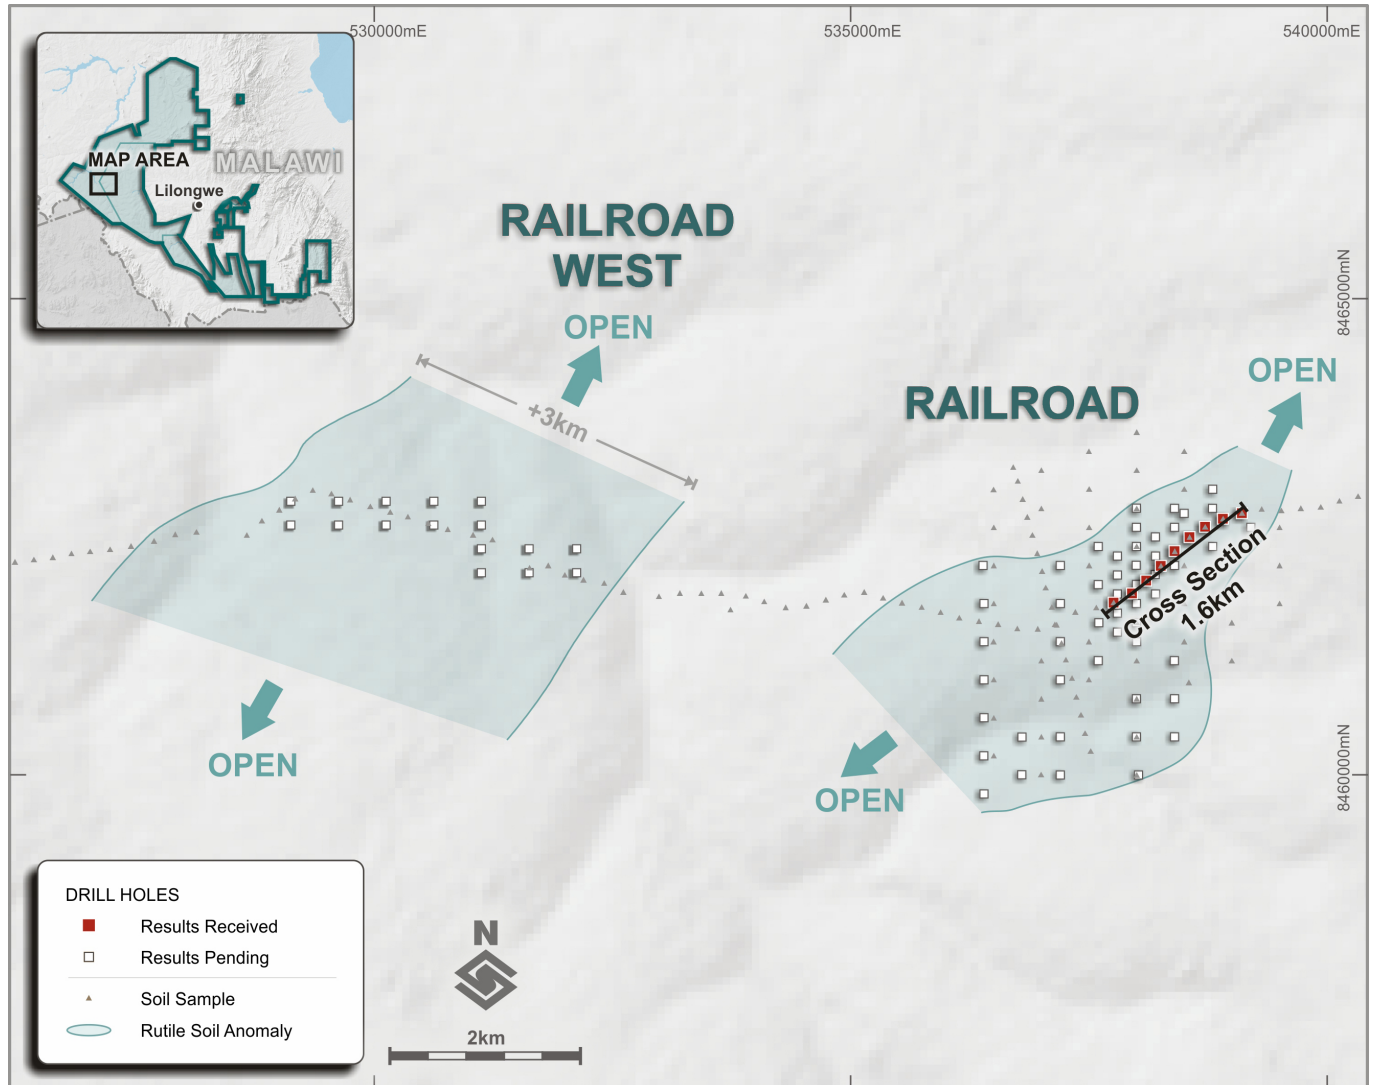 530000mE
535000mE
540000mE
MALAWI
MAP AREA
Lilongwe
RAILROAD
WEST
OPEN
8465000mN
+3km
OPEN
RAILROAD
Cross Section
1.6km
OPEN
OPEN
8460000mN
DRILL HOLES
Results Received
Results Pending
Soil Sample
Rutile Soil Anomaly
N
2km